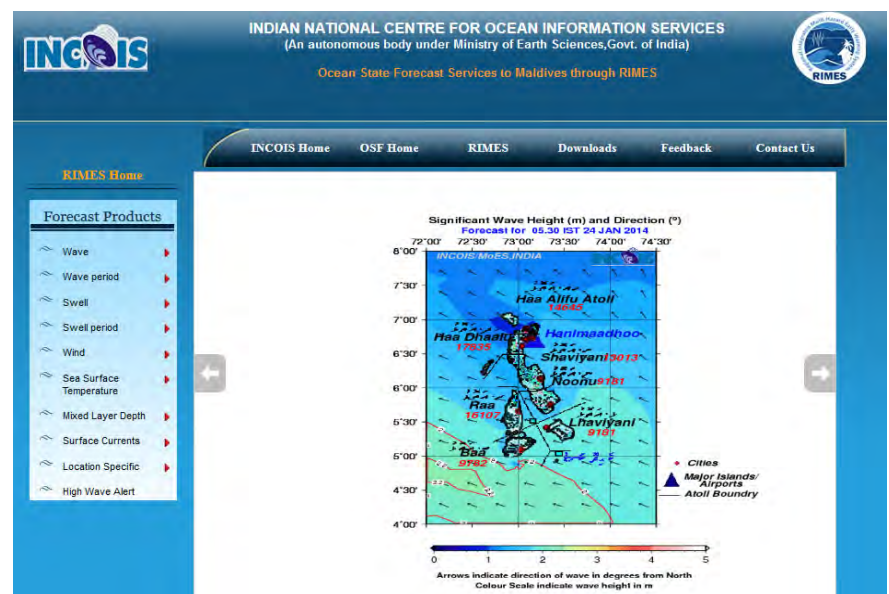 INCOIS
INDIAN NATIONAL CENTRE FOR OCEAN INFORMATION SERVICES
(An autonomous body under Ministry of Earth Sciences,Govt. of India)
Ocean State Forecast Services to Maldives through RIMES
RIMES
INCOIS Home OSF Home RIMES Downloads Feedback Contact Us
RIMES Home
Forecast Products
Wave
Wave period
Swell
Swell period
Wind
Sea Surface
Temperature
Mixed Layer Depth
Surface Currents
Location Specific
High Wave Alert
Significant Wave Height (m) and Direction (°)
Forecast for 05.30 IST 24 JAN 2014
72°00' 72°30' 73°00' 73°30' 74°00' 74°30'
8°00'
INCOIS/MoES.INDIA
7°30'
Haa Alifu Atoll
14645
7°00'
Haa Dhaalu Hanimaadhoo
17835
6°30'
Shaviyani 13013
6°00'
Noonu 9181
Raa
16107
5°30'
Lhaviyani
9181
Baa
9782
5°00'
4°30'
4°00'
Cities
Major Islands/
Airports
Atoll Boundry
0 1 2 3 4 5
Arrows indicate direction of wave in degrees from North
Colour Scale indicate wave height in m